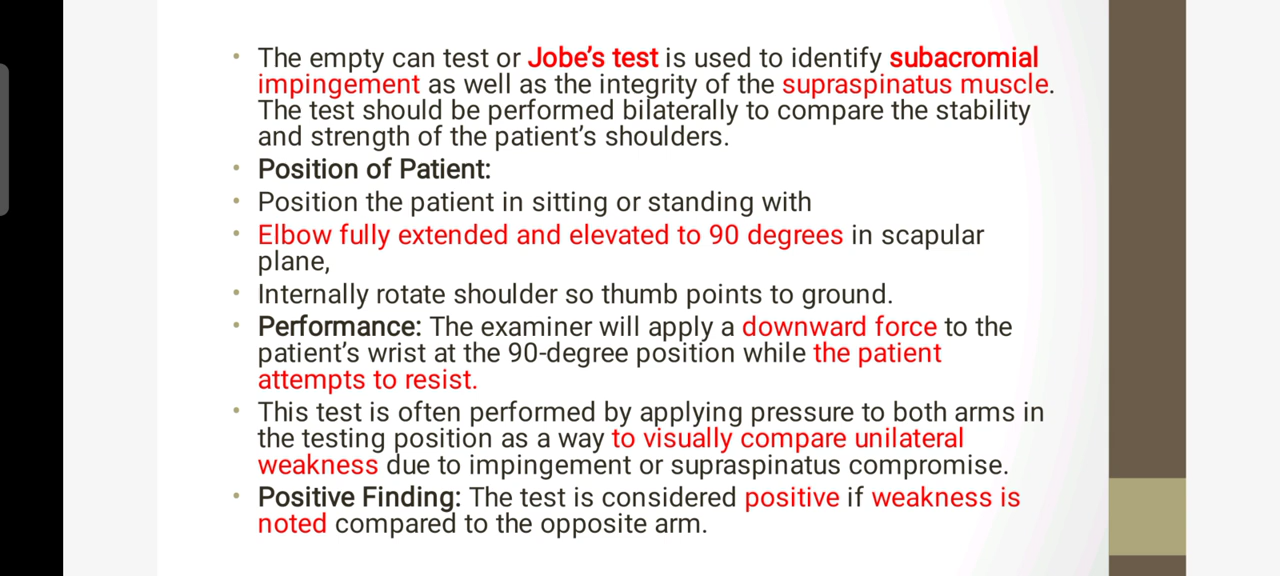 • The empty can test or Jobe’s test is used to identify subacromial
impingement as well as the integrity of the supraspinatus muscle.
The test should be performed bilaterally to compare the stability
and strength of the patient’s shoulders.
• Position of Patient:
• Position the patient in sitting or standing with
• Elbow fully extended and elevated to 90 degrees in scapular
plane,
• Internally rotate shoulder so thumb points to ground.
• Performance: The examiner will apply a downward force to the
patient’s wrist at the 90-degree position while the patient
attempts to resist.
• This test is often performed by applying pressure to both arms in
the testing position as a way to visually compare unilateral
weakness due to impingement or supraspinatus compromise.
• Positive Finding: The test is considered positive if weakness is
noted compared to the opposite arm.